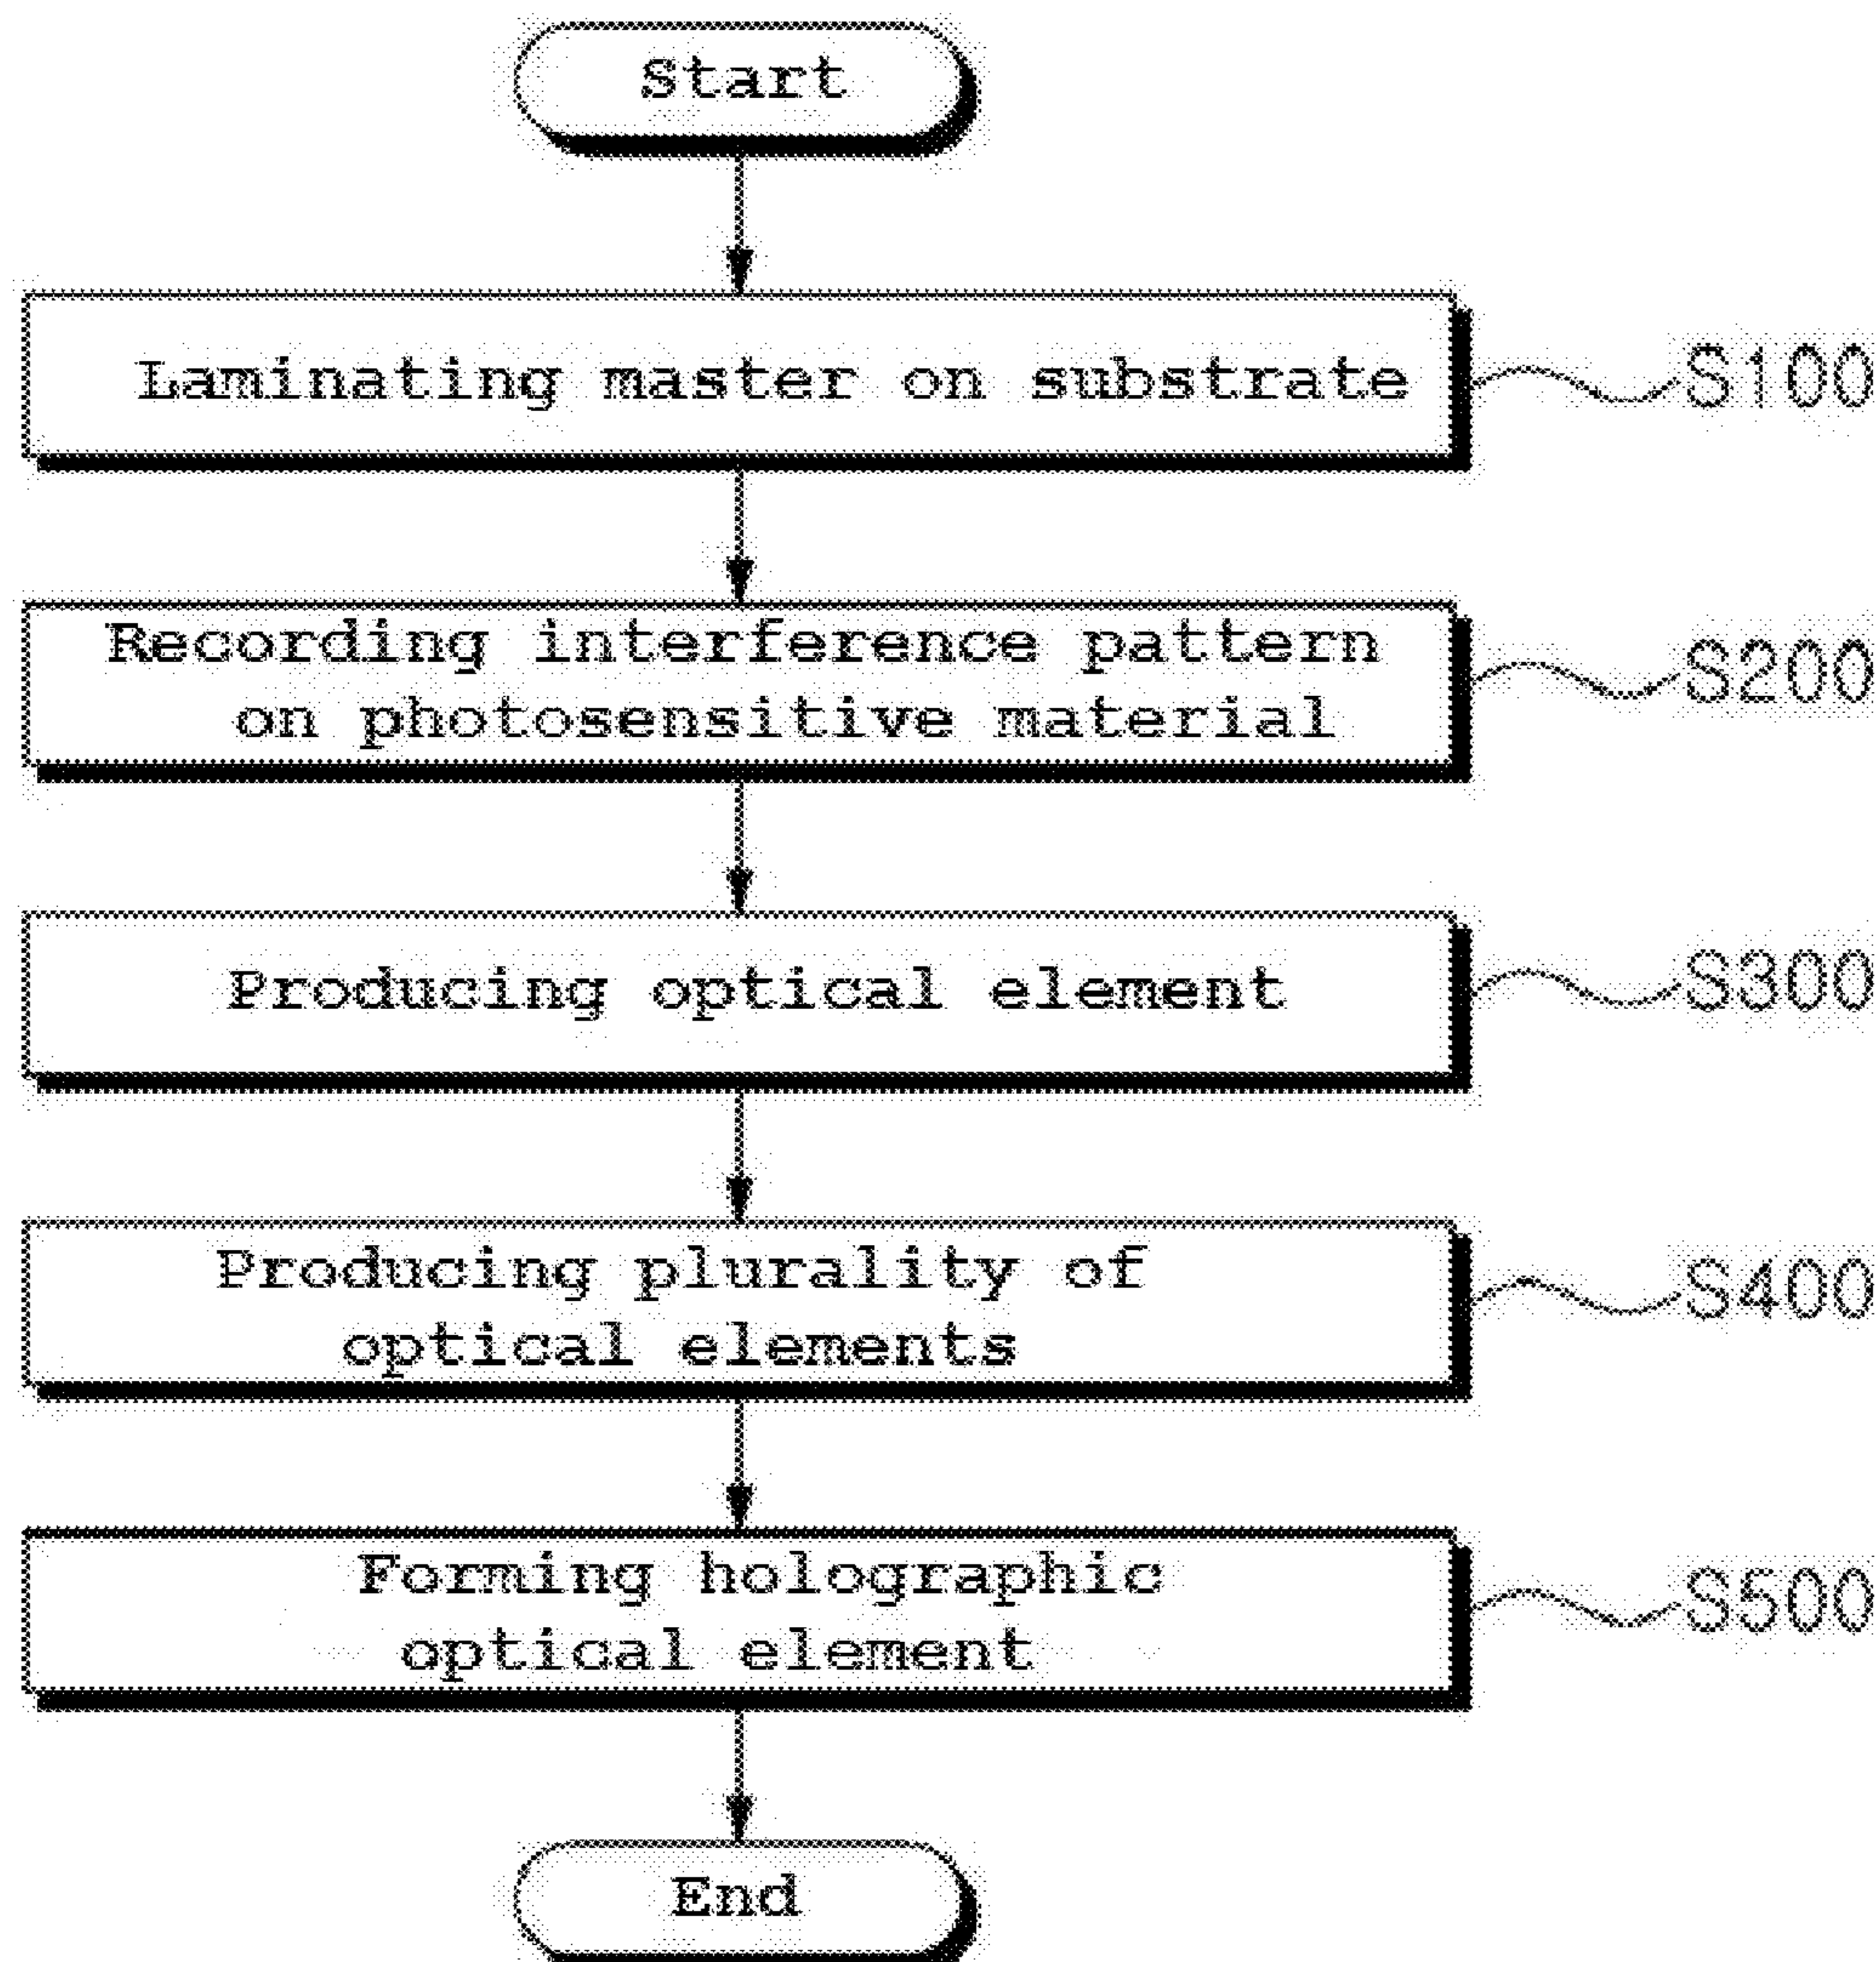 Start
Laminating master on substrate
S100
Recording interference pattern
on photosensitive material
S200
Producing optical element
S300
Producing plurality of
optical elements
S400
Forming holographic
optical element
S500
End